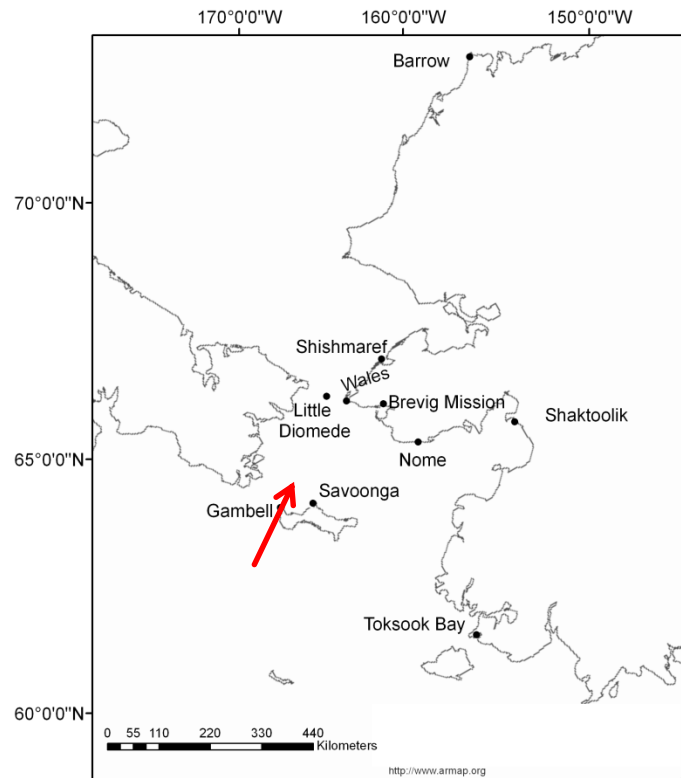 170°0'0"W
160°0'0"W
150°0'0"W
Barrow
70°0'0"N
Shishmaref
Wales
Little
Diomede
Brevig Mission
Shaktoolik
Nome
65°0'0"N
Savoonga
Gambell
Toksook Bay
60°0'0"N
0 55 110 220 330 440
Kilometers
http://www.armap.org